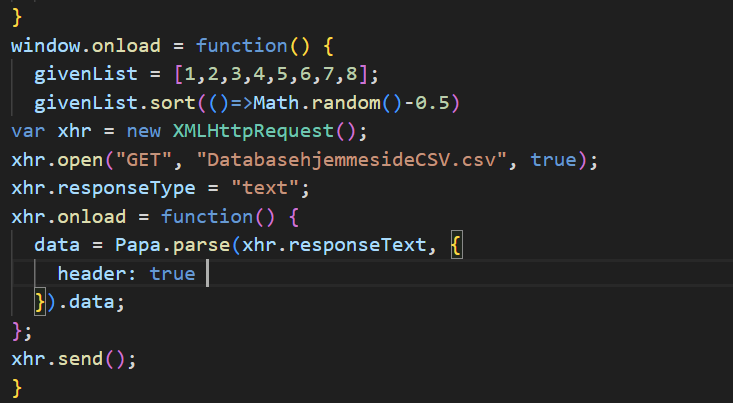 }
window.onload = function() {
  givenList = [1,2,3,4,5,6,7,8];
  givenList.sort(()=>Math.random()-0.5)
var xhr = new XMLHttpRequest();
xhr.open("GET", "DatabasehjemmesideCSV.csv", true);
xhr.responseType = "text";
xhr.onload = function() {
  data = Papa.parse(xhr.responseText, {
    header: true
  }).data;
};
xhr.send();
}